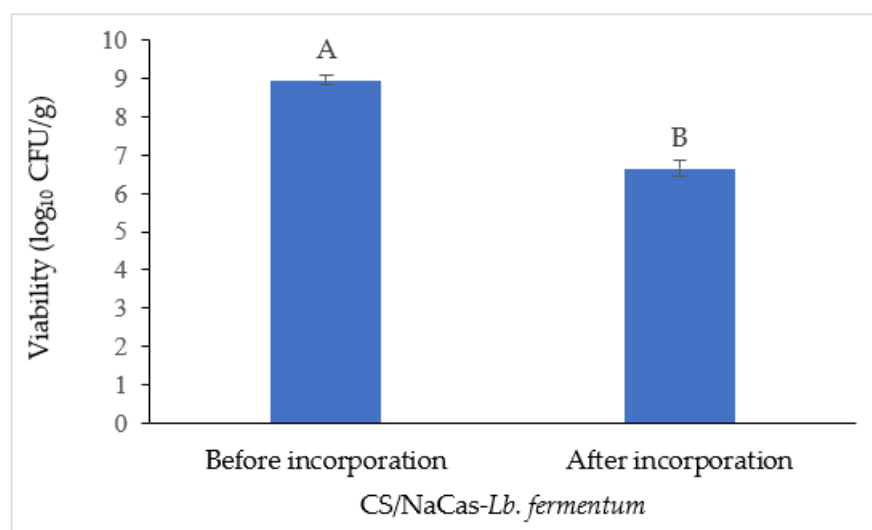 10
9
8
7
6
5
4
3
2
1
0
Viability (log₁₀ CFU/g)
A
B
Before incorporation After incorporation
CS/NaCas-Lb. fermentum